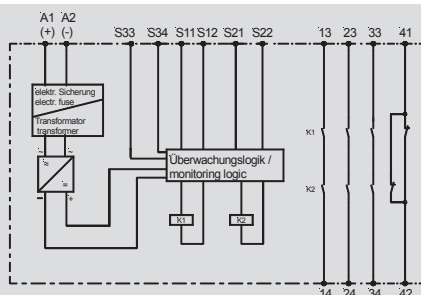 A1 A2
(+) (-) S33 S34 S11 S12 S21 S22 13 23 33 41
elektr. Sicherung
electr. fuse
Transformator
transformer
~ ~
≈
=
- +
Überwachungslogik /
monitoring logic
K1 K2
K1
K2
14 24 34 42